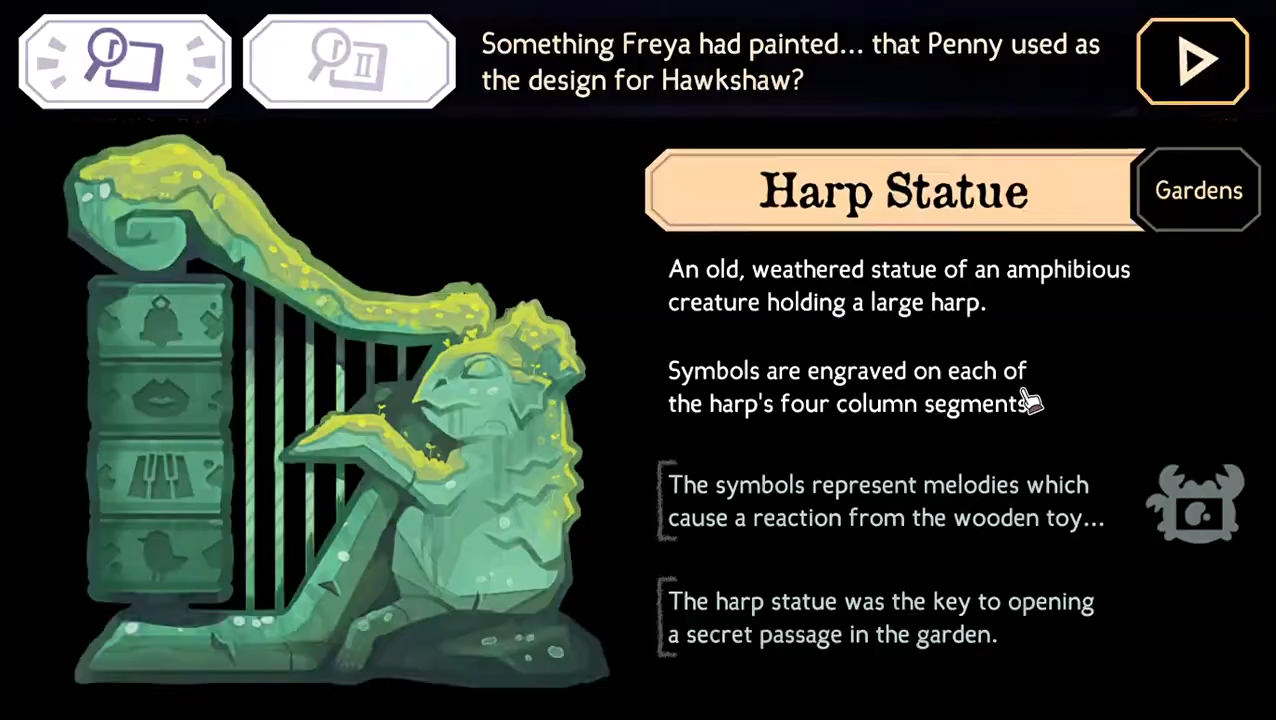 Something Freya had painted... that Penny used as
the design for Hawkshaw?
II
Harp Statue
Gardens
An old, weathered statue of an amphibious
creature holding a large harp.
Symbols are engraved on each of
the harp's four column segments.
The symbols represent melodies which
cause a reaction from the wooden toy...
The harp statue was the key to opening
a secret passage in the garden.